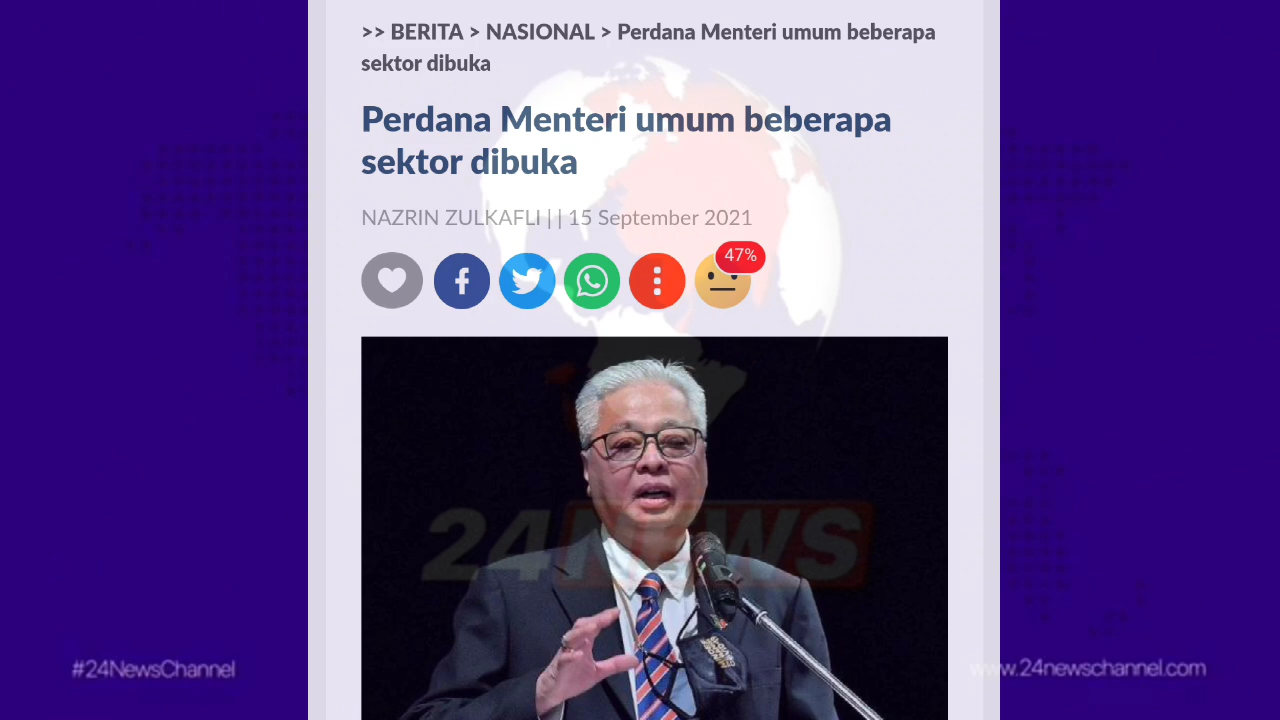 >> BERITA > NASIONAL > Perdana Menteri umum beberapa
sektor dibuka
Perdana Menteri umum beberapa
sektor dibuka
NAZRIN ZULKAFLI | | 15 September 2021
47%
24NEWS
#24NewsChannel
www.24newschannel.com